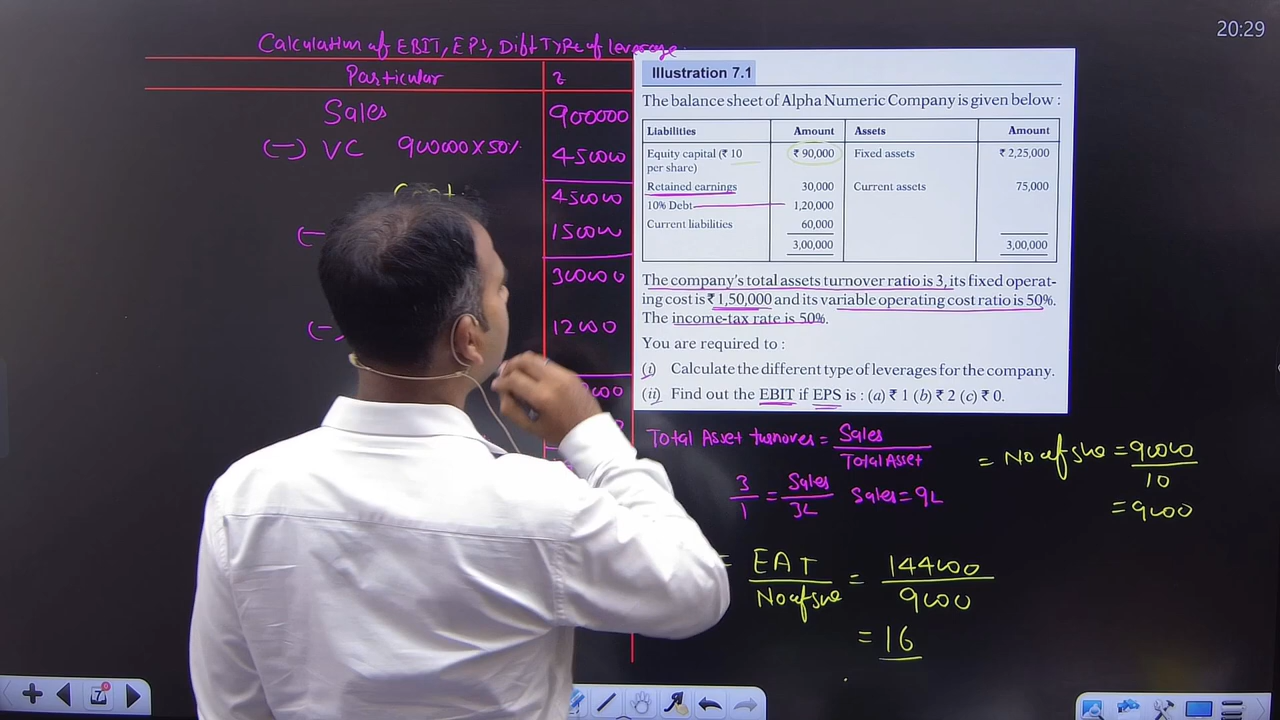 20:29
Calculation of EBIT, EPS, Diff TYPe of leverage.
Particular ₹
Sales 900000
(-) VC 900000 X 50% 450000
Cont 450000
(- 150000
300000
(-) 12000
Illustration 7.1
The balance sheet of Alpha Numeric Company is given below :
Liabilities Amount Assets Amount
Equity capital (₹ 10 ₹ 90,000 Fixed assets ₹ 2,25,000
per share)
Retained earnings 30,000 Current assets 75,000
10% Debt 1,20,000
Current liabilities 60,000
3,00,000 3,00,000
The company's total assets turnover ratio is 3, its fixed operat-
ing cost is ₹ 1,50,000 and its variable operating cost ratio is 50%.
The income-tax rate is 50%.
You are required to :
(i) Calculate the different type of leverages for the company.
(ii) Find out the EBIT if EPS is : (a) ₹ 1 (b) ₹ 2 (c) ₹ 0.
Total Asset turnover = Sales
Total Asset
3 = Sales Sales = 9L
1 3L
= No of sha = 90000
10
= 9000
= EAT = 144000
No of sha 9000
= 16